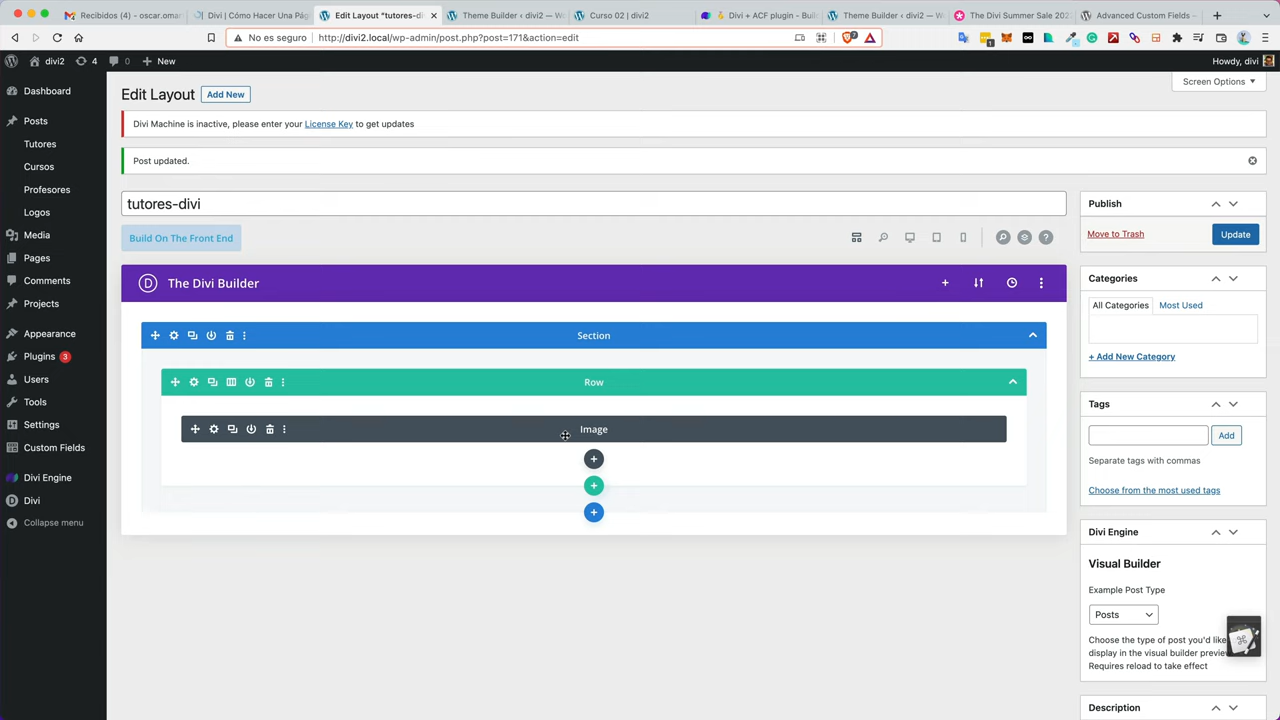 Recibidos (4) - oscar.omar
Divi | Cómo Hacer Una Pág
Edit Layout "tutores-di
Theme Builder ‹ divi2 — W
Curso 02 | divi2
Divi + ACF plugin - Buil
Theme Builder ‹ divi2 — W
The Divi Summer Sale 202
Advanced Custom Fields –
No es seguro
http://divi2.local/wp-admin/post.php?post=171&action=edit
divi2
4
0
New
Howdy, divi
Dashboard
Posts
Tutores
Cursos
Profesores
Logos
Media
Pages
Comments
Projects
Appearance
Plugins 3
Users
Tools
Settings
Custom Fields
Divi Engine
Divi
Collapse menu
Screen Options
Edit Layout
Add New
Divi Machine is inactive, please enter your License Key to get updates
Post updated.
tutores-divi
Build On The Front End
D
The Divi Builder
Section
Row
Image
Publish
Move to Trash
Update
Categories
All Categories
Most Used
+ Add New Category
Tags
Add
Separate tags with commas
Choose from the most used tags
Divi Engine
Visual Builder
Example Post Type
Posts
Choose the type of post you'd like
display in the visual builder
Requires reload to take effect
Description